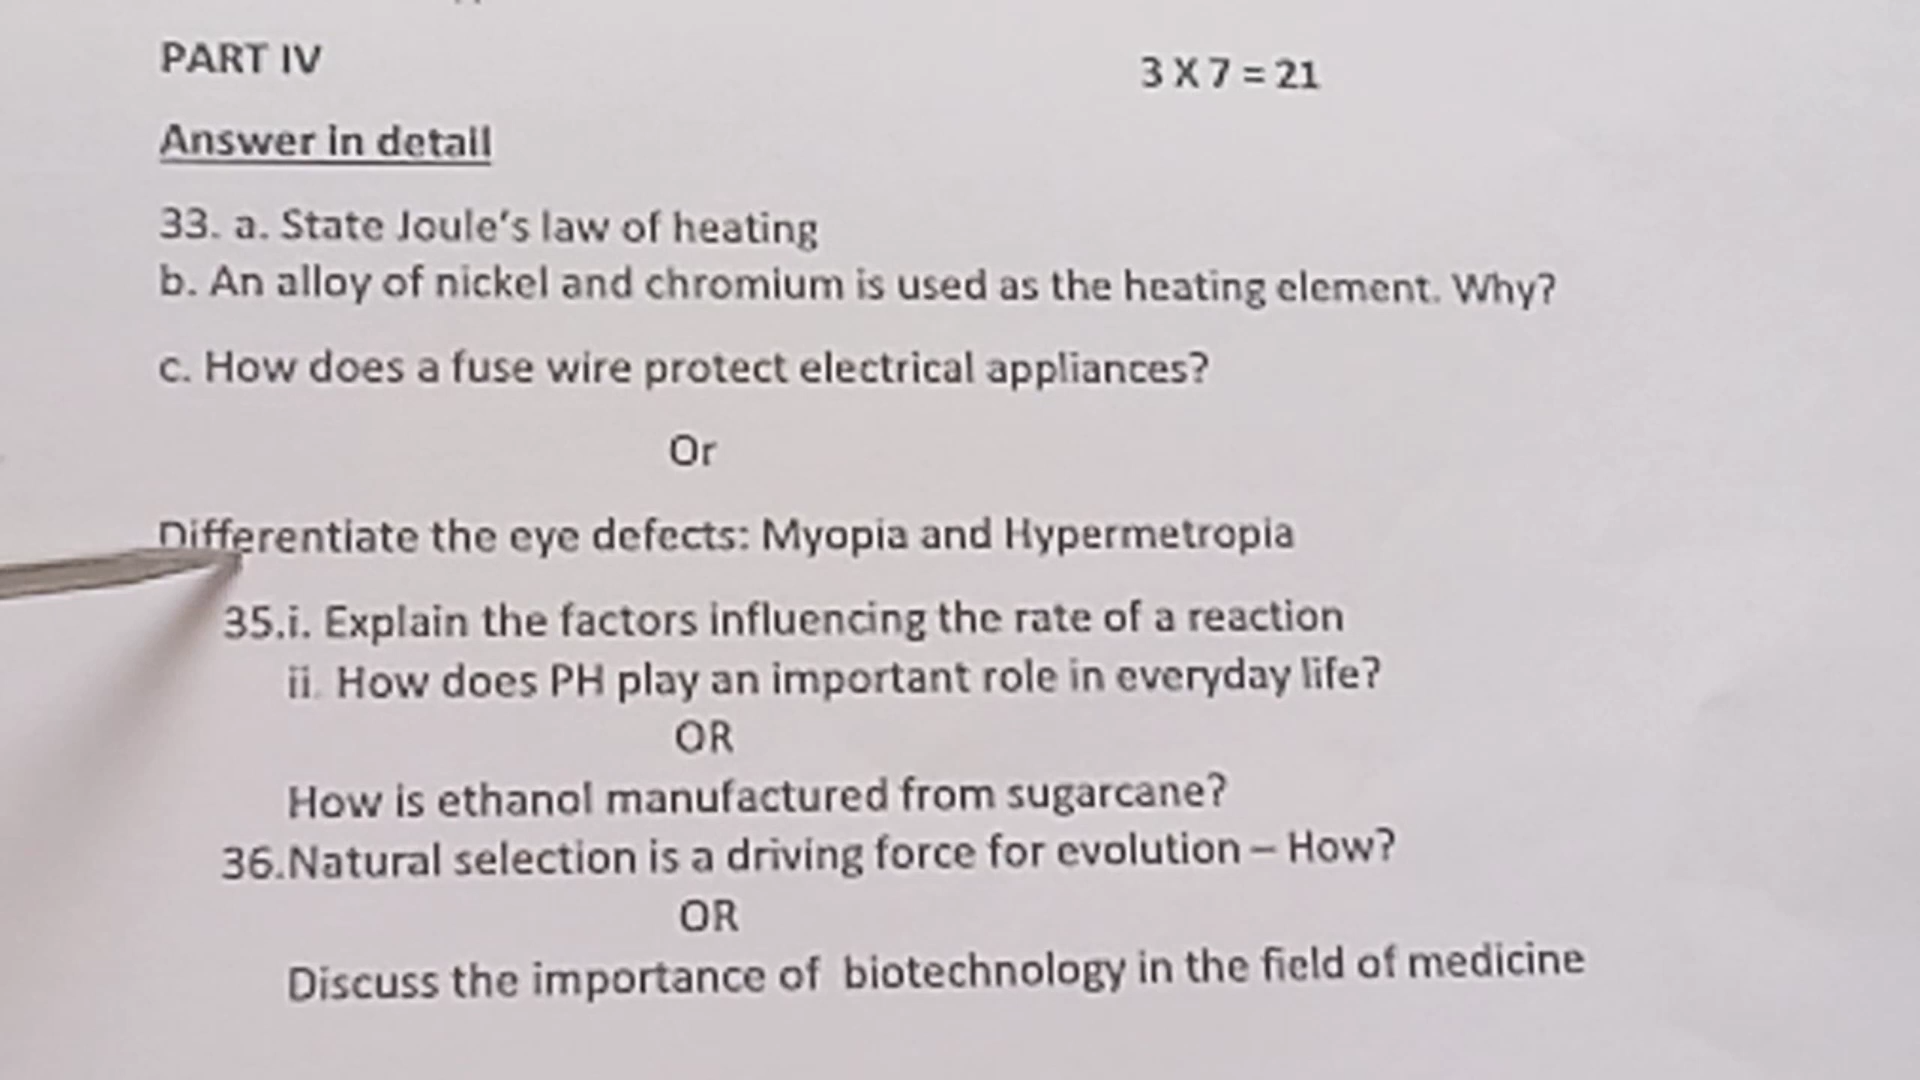 PART IV
3 X 7 = 21
Answer in detail
33. a. State Joule's law of heating
b. An alloy of nickel and chromium is used as the heating element. Why?
c. How does a fuse wire protect electrical appliances?
Or
Differentiate the eye defects: Myopia and Hypermetropia
35.i. Explain the factors influencing the rate of a reaction
ii. How does PH play an important role in everyday life?
OR
How is ethanol manufactured from sugarcane?
36.Natural selection is a driving force for evolution – How?
OR
Discuss the importance of biotechnology in the field of medicine